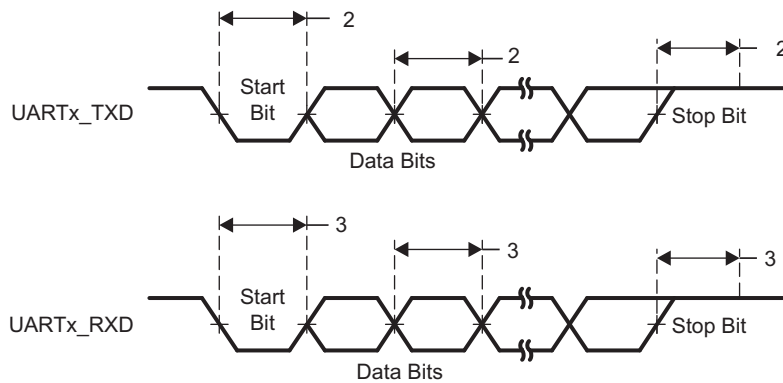 2
2
2
Start
Bit
UARTx_TXD
Stop Bit
Data Bits
3
3
3
Start
Bit
UARTx_RXD
Stop Bit
Data Bits